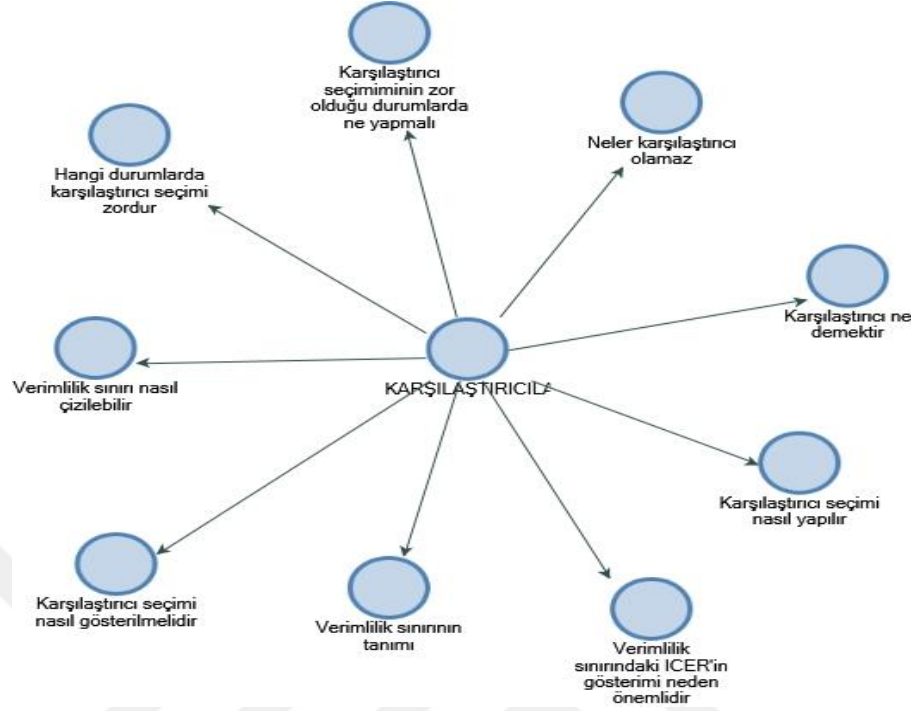 Karşılaştırıcı
seçimiminin zor
olduğu durumlarda
ne yapmalı
Neler karşılaştırıcı
olamaz
Hangi durumlarda
karşılaştırıcı seçimi
zordur
Karşılaştırıcı ne
demektir
Verimlilik sınırı nasıl
çizilebilir
KARŞILAŞTIRICILA
Karşılaştırıcı seçimi
nasıl yapılır
Karşılaştırıcı seçimi
nasıl gösterilmelidir
Verimlilik sınırının
tanımı
Verimlilik
sınırındaki ICER'in
gösterimi neden
önemlidir